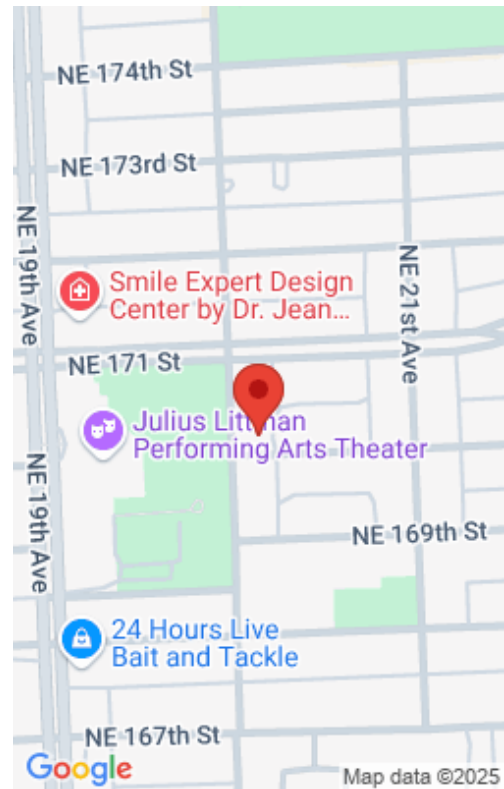 NE 174th St
NE 173rd St
NE 19th Ave
NE 21st Ave
Smile Expert Design
Center by Dr. Jean...
NE 171 St
Julius Littman
Performing Arts Theater
NE 19th Ave
NE 169th St
24 Hours Live
Bait and Tackle
NE 167th St
Google
Map data ©2025